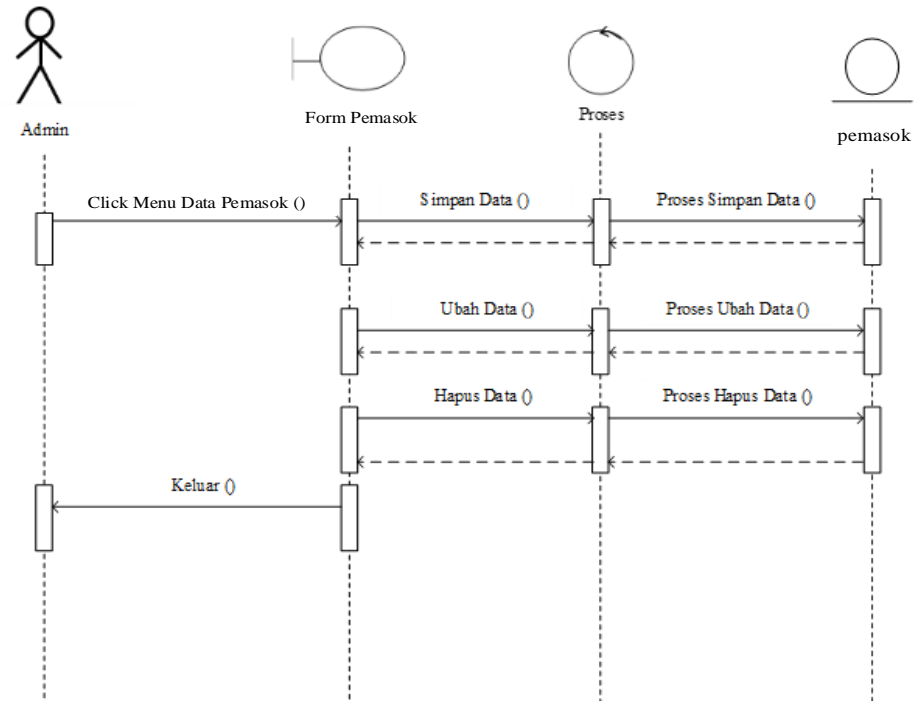 Admin
Form Pemasok
Proses
pemasok
Click Menu Data Pemasok ()
Simpan Data ()
Proses Simpan Data ()
Ubah Data ()
Proses Ubah Data ()
Hapus Data ()
Proses Hapus Data ()
Keluar ()